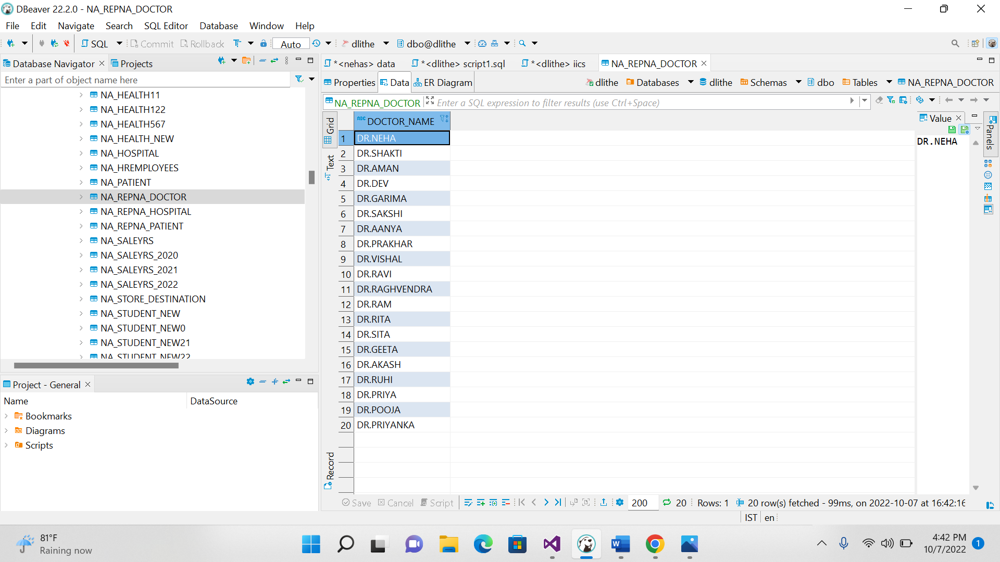 DBeaver 22.2.0 - NA_REPNA_DOCTOR
File Edit Navigate Search SQL Editor Database Window Help
SQL Commit Rollback Auto dlithe dbo@dlithe
Database Navigator Projects
Enter a part of object name here
NA_HEALTH11
NA_HEALTH122
NA_HEALTH567
NA_HEALTH_NEW
NA_HOSPITAL
NA_HREMPLOYEES
NA_PATIENT
NA_REPNA_DOCTOR
NA_REPNA_HOSPITAL
NA_REPNA_PATIENT
NA_SALEYRS
NA_SALEYRS_2020
NA_SALEYRS_2021
NA_SALEYRS_2022
NA_STORE_DESTINATION
NA_STUDENT_NEW
NA_STUDENT_NEW0
NA_STUDENT_NEW21
NA_STUDENT_NEW22
Project - General
Name DataSource
Bookmarks
Diagrams
Scripts
*<nehas> data *<dlithe> script1.sql *<dlithe> iics NA_REPNA_DOCTOR
Properties Data ER Diagram dlithe Databases dlithe Schemas dbo Tables NA_REPNA_DOCTOR
NA_REPNA_DOCTOR Enter a SQL expression to filter results (use Ctrl+Space)
Grid
Text
Record
ABC DOCTOR_NAME
1 DR.NEHA
2 DR.SHAKTI
3 DR.AMAN
4 DR.DEV
5 DR.GARIMA
6 DR.SAKSHI
7 DR.AANYA
8 DR.PRAKHAR
9 DR.VISHAL
10 DR.RAVI
11 DR.RAGHVENDRA
12 DR.RAM
13 DR.RITA
14 DR.SITA
15 DR.GEETA
16 DR.AKASH
17 DR.RUHI
18 DR.PRIYA
19 DR.POOJA
20 DR.PRIYANKA
Value
DR.NEHA
Panels
Save Cancel Script 200 20 Rows: 1 20 row(s) fetched - 99ms, on 2022-10-07 at 16:42:16
IST en
81°F
Raining now
4:42 PM
10/7/2022
1